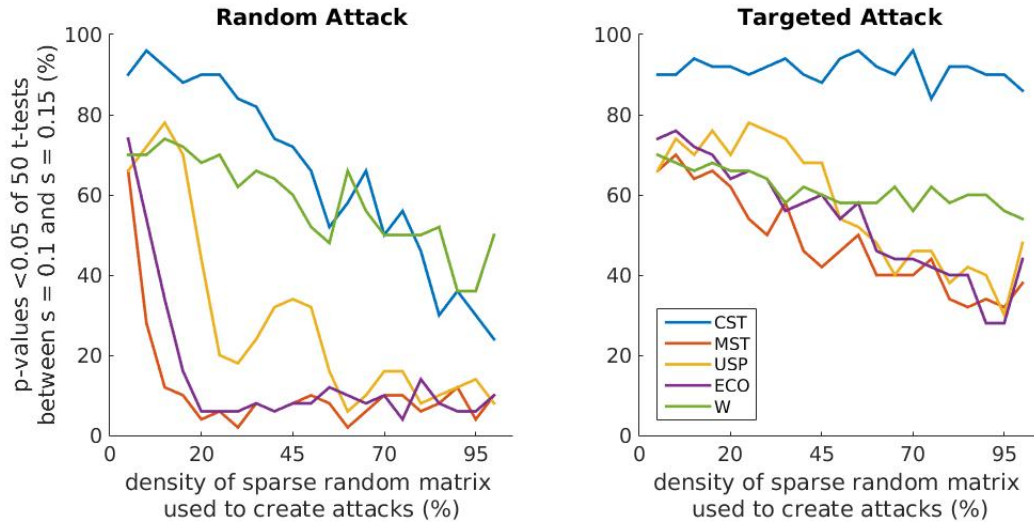 Random Attack
p-values <0.05 of 50 t-tests
between s = 0.1 and s = 0.15 (%)
100
80
60
40
20
0
0
20
45
70
95
density of sparse random matrix
used to create attacks (%)
Targeted Attack
100
80
60
40
20
0
CST
MST
USP
ECO
W
0
20
45
70
95
density of sparse random matrix
used to create attacks (%)